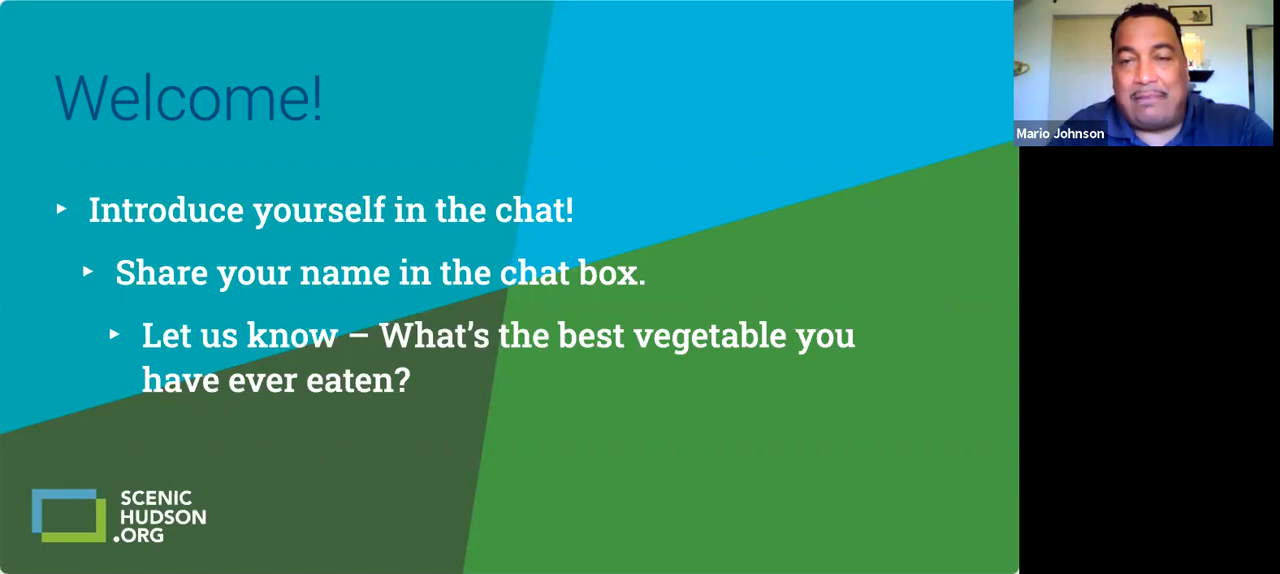 Welcome!
Introduce yourself in the chat!
Share your name in the chat box.
Let us know – What's the best vegetable you
have ever eaten?
SCENIC
HUDSON
.ORG
Mario Johnson